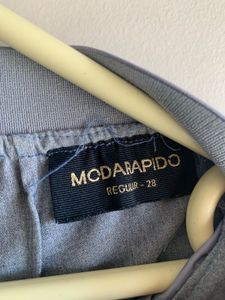 MODARAPIDO
REGULAR - 28